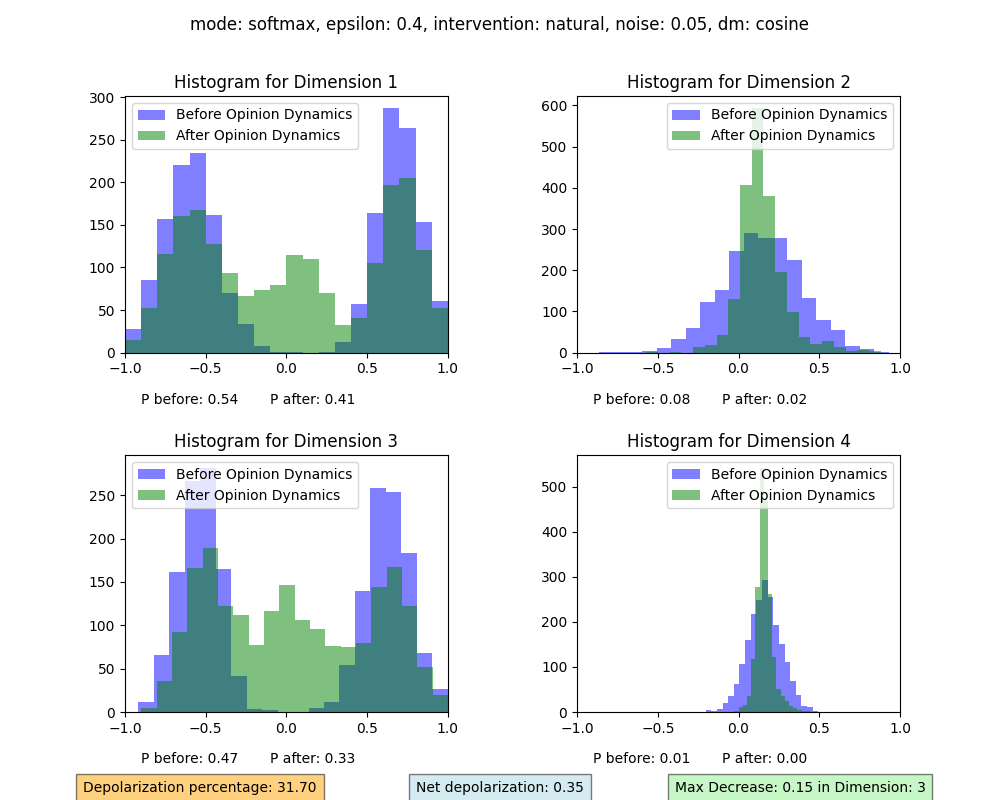 mode: softmax, epsilon: 0.4, intervention: natural, noise: 0.05, dm: cosine
Histogram for Dimension 1
Before Opinion Dynamics
After Opinion Dynamics
300
250
200
150
100
50
0
−1.0 −0.5 0.0 0.5 1.0
P before: 0.54 P after: 0.41
Histogram for Dimension 2
Before Opinion Dynamics
After Opinion Dynamics
600
500
400
300
200
100
0
−1.0 −0.5 0.0 0.5 1.0
P before: 0.08 P after: 0.02
Histogram for Dimension 3
Before Opinion Dynamics
After Opinion Dynamics
250
200
150
100
50
0
−1.0 −0.5 0.0 0.5 1.0
P before: 0.47 P after: 0.33
Histogram for Dimension 4
Before Opinion Dynamics
After Opinion Dynamics
500
400
300
200
100
0
−1.0 −0.5 0.0 0.5 1.0
P before: 0.01 P after: 0.00
Depolarization percentage: 31.70
Net depolarization: 0.35
Max Decrease: 0.15 in Dimension: 3